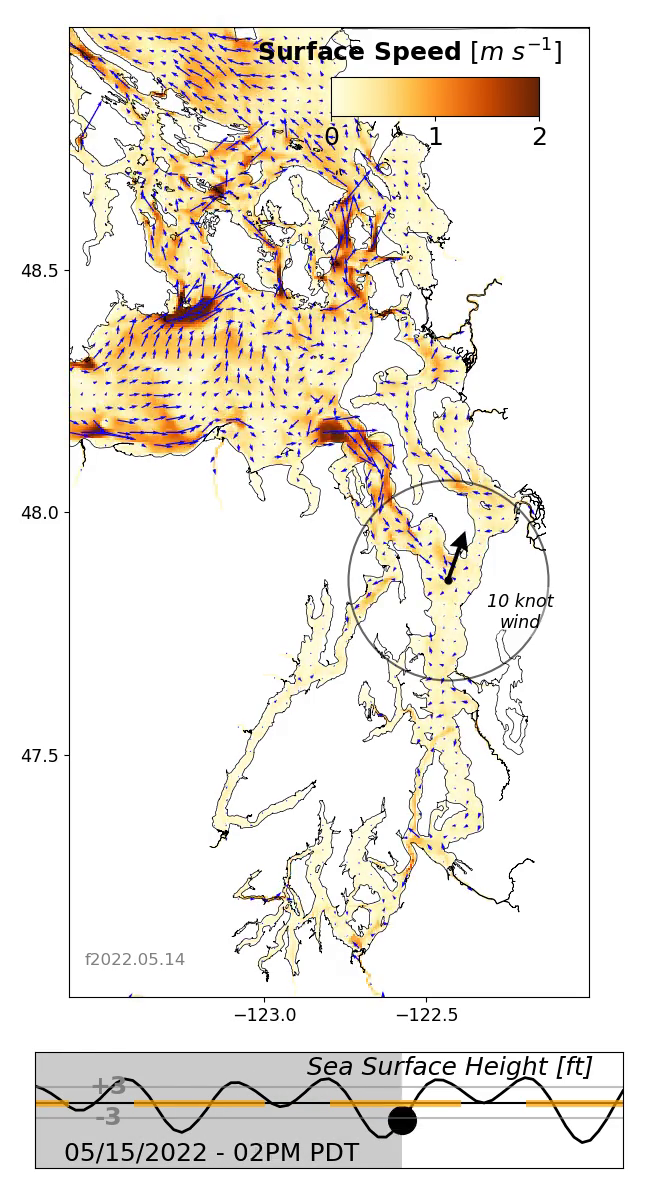 Surface Speed [m s⁻¹]
0 1 2
48.5
48.0
10 knot
wind
47.5
f2022.05.14
−123.0 −122.5
Sea Surface Height [ft]
+3
-3
05/15/2022 - 02PM PDT